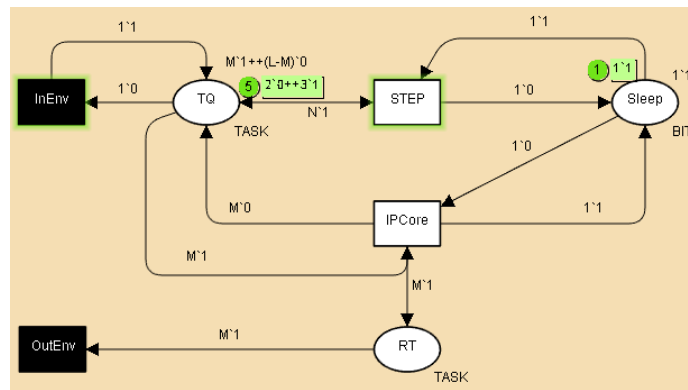 1`1
1`1
M`1++(L-M)`0
1 1`1
1`1
InEnv
1`0
TQ
5 2`0++3`1
STEP
1`0
Sleep
N`1
TASK
BIT
1`0
M`0
IPCore
1`1
M`1
M`1
OutEnv
M`1
RT
TASK